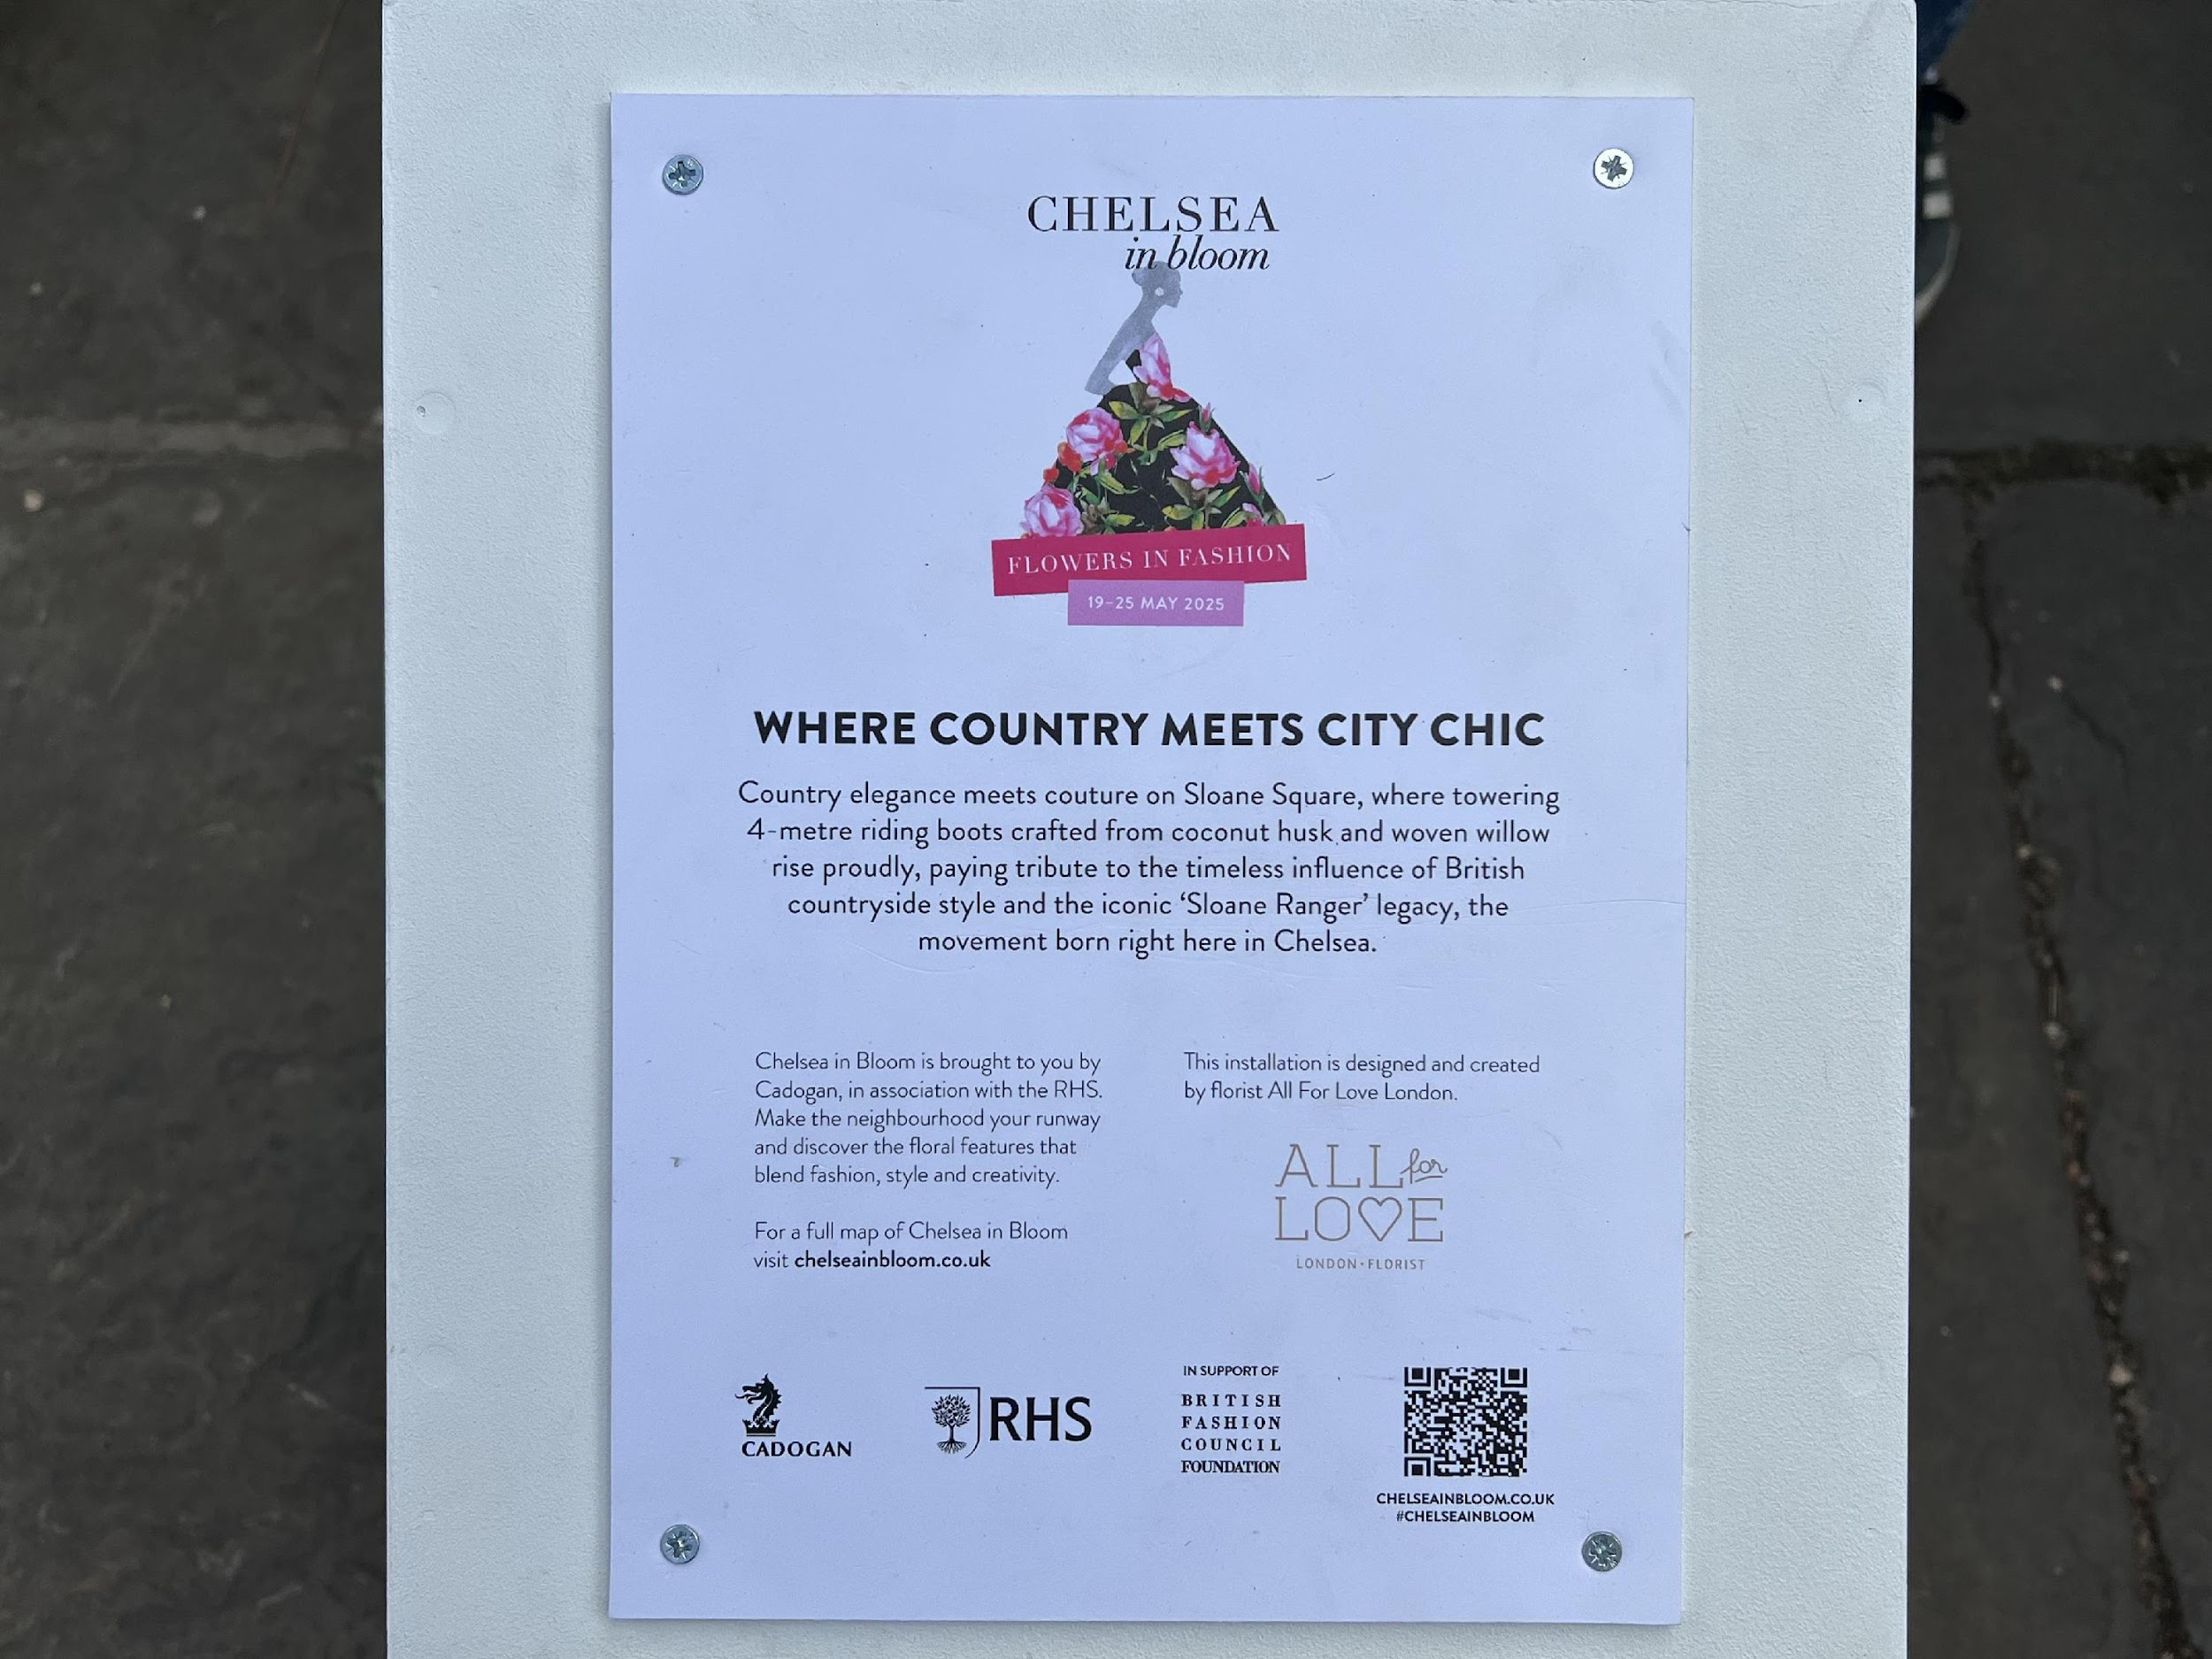 CHELSEA
in bloom
FLOWERS IN FASHION
19–25 MAY 2025
WHERE COUNTRY MEETS CITY CHIC
Country elegance meets couture on Sloane Square, where towering
4-metre riding boots crafted from coconut husk and woven willow
rise proudly, paying tribute to the timeless influence of British
countryside style and the iconic ‘Sloane Ranger’ legacy, the
movement born right here in Chelsea.
Chelsea in Bloom is brought to you by
Cadogan, in association with the RHS.
Make the neighbourhood your runway
and discover the floral features that
blend fashion, style and creativity.
For a full map of Chelsea in Bloom
visit chelseainbloom.co.uk
This installation is designed and created
by florist All For Love London.
ALL for
LOVE
LONDON · FLORIST
CADOGAN
RHS
IN SUPPORT OF
BRITISH
FASHION
COUNCIL
FOUNDATION
CHELSEAINBLOOM.CO.UK
#CHELSEAINBLOOM